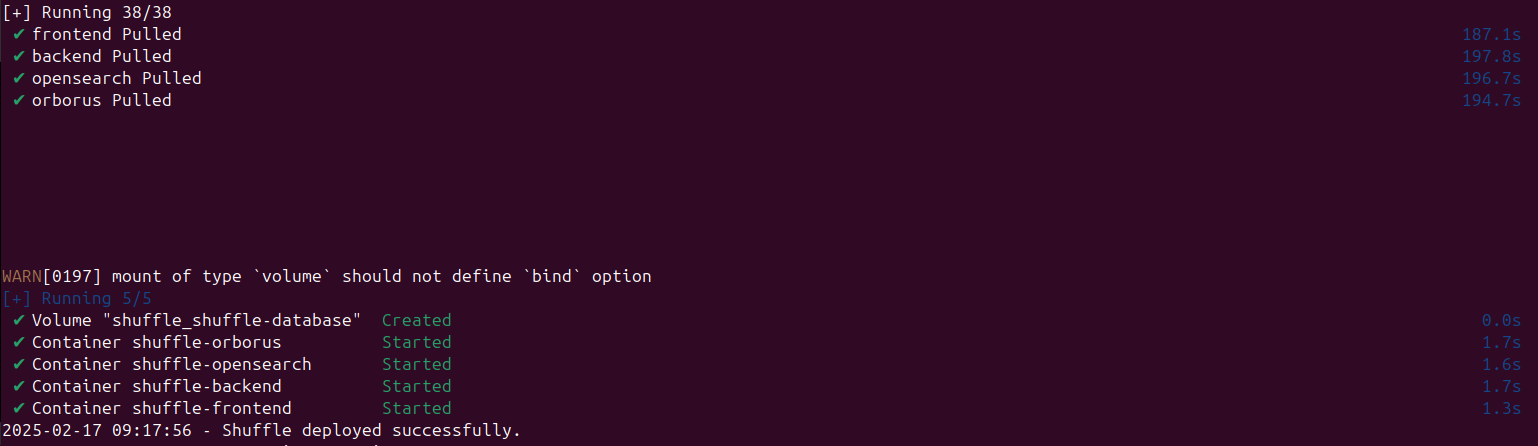 [+] Running 38/38
✔ frontend Pulled 187.1s
✔ backend Pulled 197.8s
✔ opensearch Pulled 196.7s
✔ orborus Pulled 194.7s
WARN[0197] mount of type `volume` should not define `bind` option
[+] Running 5/5
✔ Volume "shuffle_shuffle-database" Created 0.0s
✔ Container shuffle-orborus Started 1.7s
✔ Container shuffle-opensearch Started 1.6s
✔ Container shuffle-backend Started 1.7s
✔ Container shuffle-frontend Started 1.3s
2025-02-17 09:17:56 - Shuffle deployed successfully.